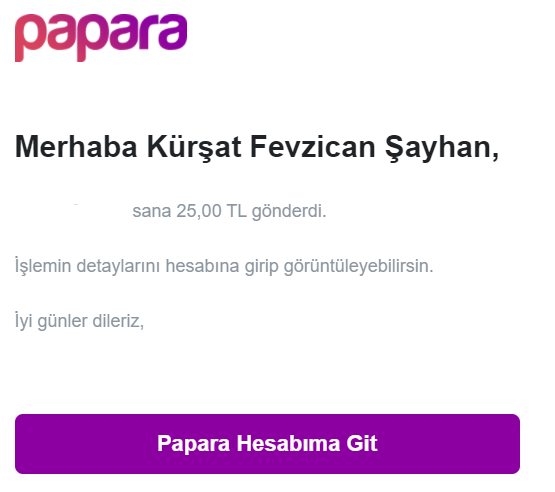 papara
Merhaba Kürşat Fevzican Şayhan,
sana 25,00 TL gönderdi.
İşlemin detaylarını hesabına girip görüntüleyebilirsin.
İyi günler dileriz,
Papara Hesabıma Git